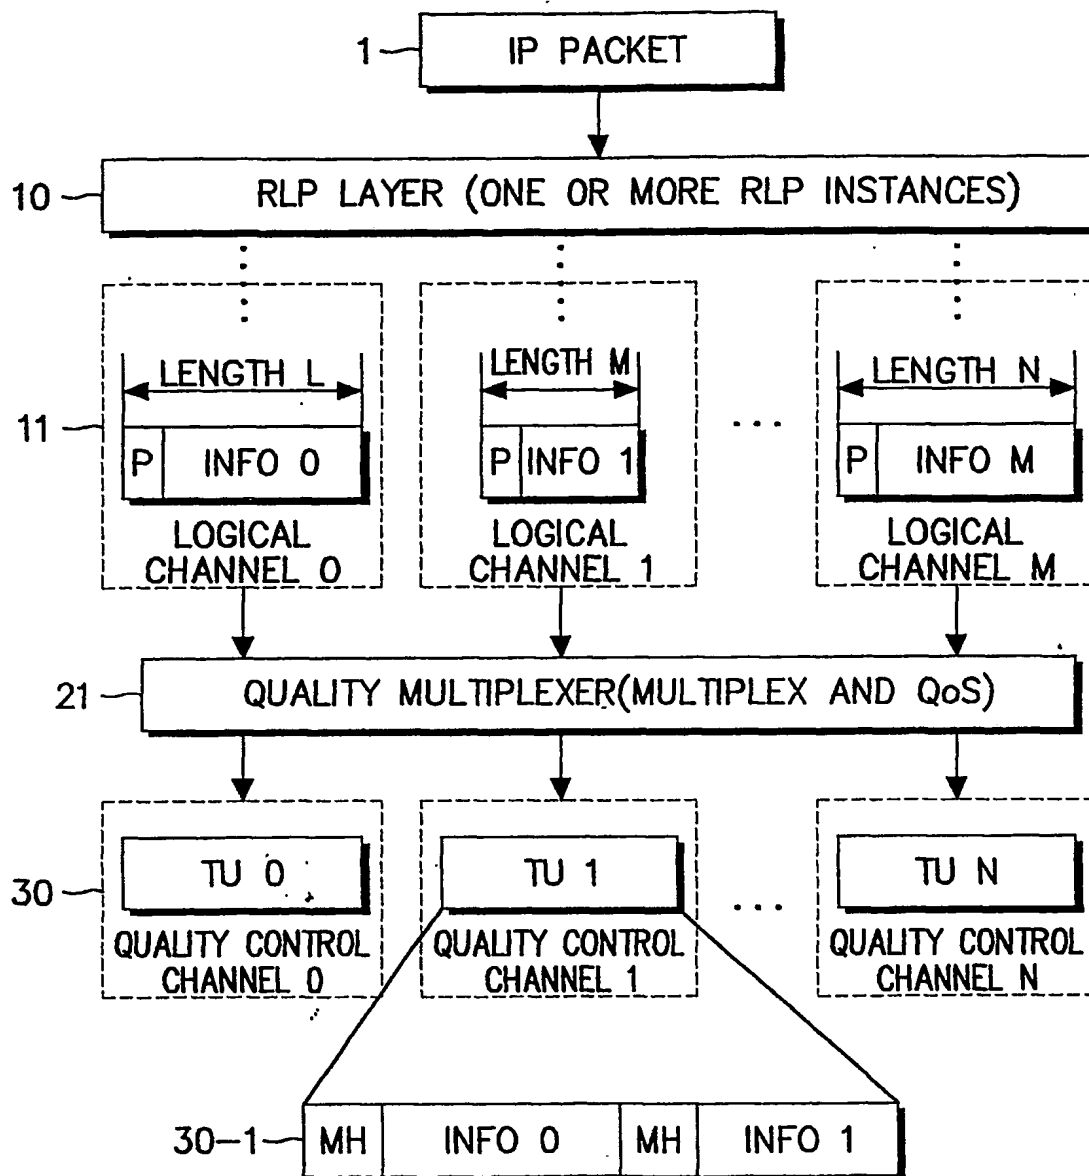 1
IP PACKET
10
RLP LAYER (ONE OR MORE RLP INSTANCES)
LENGTH L
LENGTH M
LENGTH N
11
P
INFO 0
P
INFO 1
...
P
INFO M
LOGICAL
CHANNEL 0
LOGICAL
CHANNEL 1
LOGICAL
CHANNEL M
21
QUALITY MULTIPLEXER(MULTIPLEX AND QoS)
30
TU 0
TU 1
...
TU N
QUALITY CONTROL
CHANNEL 0
QUALITY CONTROL
CHANNEL 1
QUALITY CONTROL
CHANNEL N
30-1
MH
INFO 0
MH
INFO 1